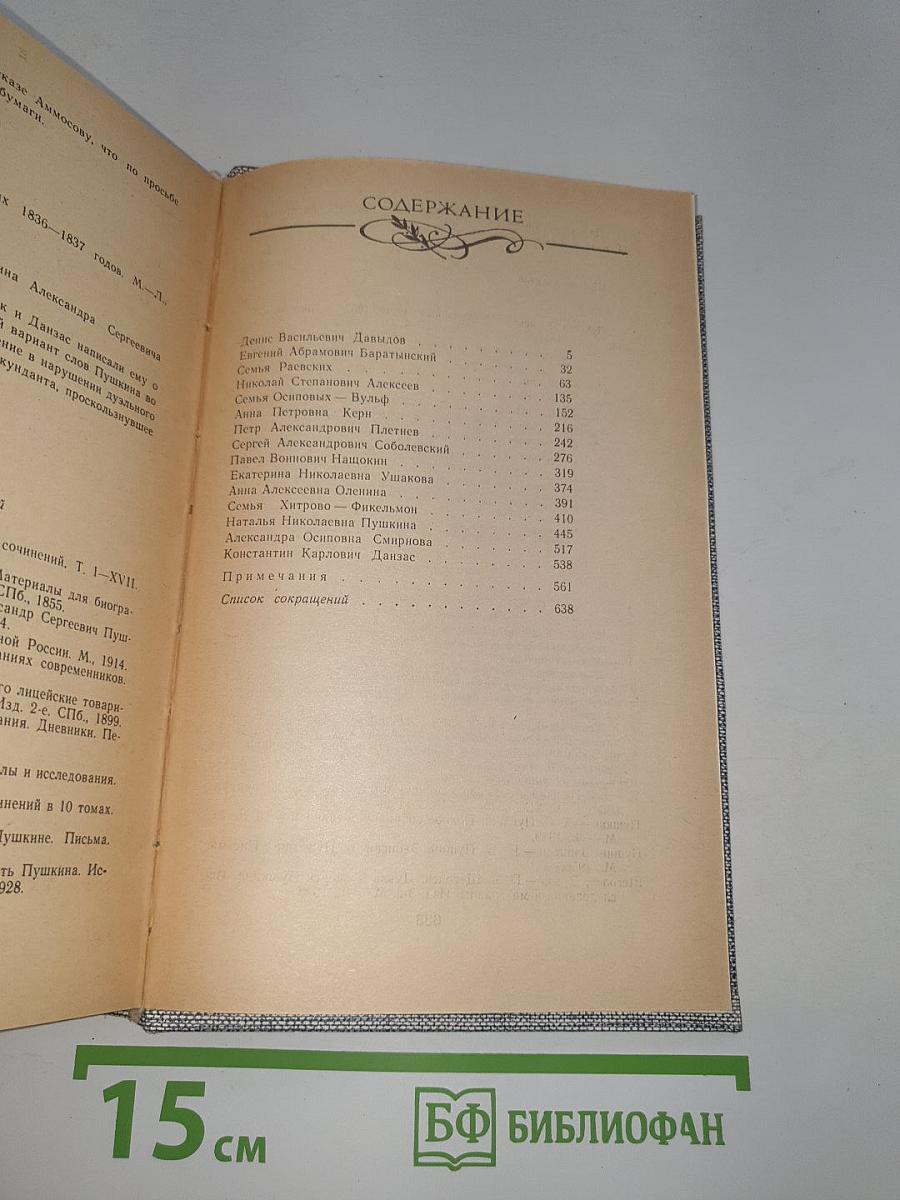 казе Аммосову, что по просьбе
бумаги.
х 1836—1837 годов. М.—Л.,
ина Александра Сергеевича
к и Данзас написали ему о
й вариант слов Пушкина во
ение в нарушении дуэльного
кунданта, проскользнувшее
й
сочинений. Т. I—XVII.
Материалы для биогра-
СПб., 1855.
сандр Сергеевич Пуш-
4.
ной России. М., 1914.
аниях современников.
го лицейские товари-
Изд. 2-е. СПб., 1899.
ания. Дневники. Пе-
лы и исследования.
инений в 10 томах.
Пушкине. Письма.
ть Пушкина. Ис-
928.
СОДЕРЖАНИЕ
Денис Васильевич Давыдов . . . . . . . . . 5
Евгений Абрамович Баратынский . . . . . . . . 32
Семья Раевских . . . . . . . . . . . . 63
Николай Степанович Алексеев . . . . . . . . 135
Семья Осиповых — Вульф . . . . . . . . . 152
Анна Петровна Керн . . . . . . . . . . 216
Петр Александрович Плетнев . . . . . . . . 242
Сергей Александрович Соболевский . . . . . . . 276
Павел Воинович Нащокин . . . . . . . . . 319
Екатерина Николаевна Ушакова . . . . . . . . 374
Анна Алексеевна Оленина . . . . . . . . . 391
Семья Хитрово — Фикельмон . . . . . . . . 410
Наталья Николаевна Пушкина . . . . . . . . 445
Александра Осиповна Смирнова . . . . . . . . 517
Константин Карлович Данзас . . . . . . . . 538
Примечания . . . . . . . . . . . . 561
Список сокращений . . . . . . . . . . . 638
15 см
БФ БИБЛИОФАН